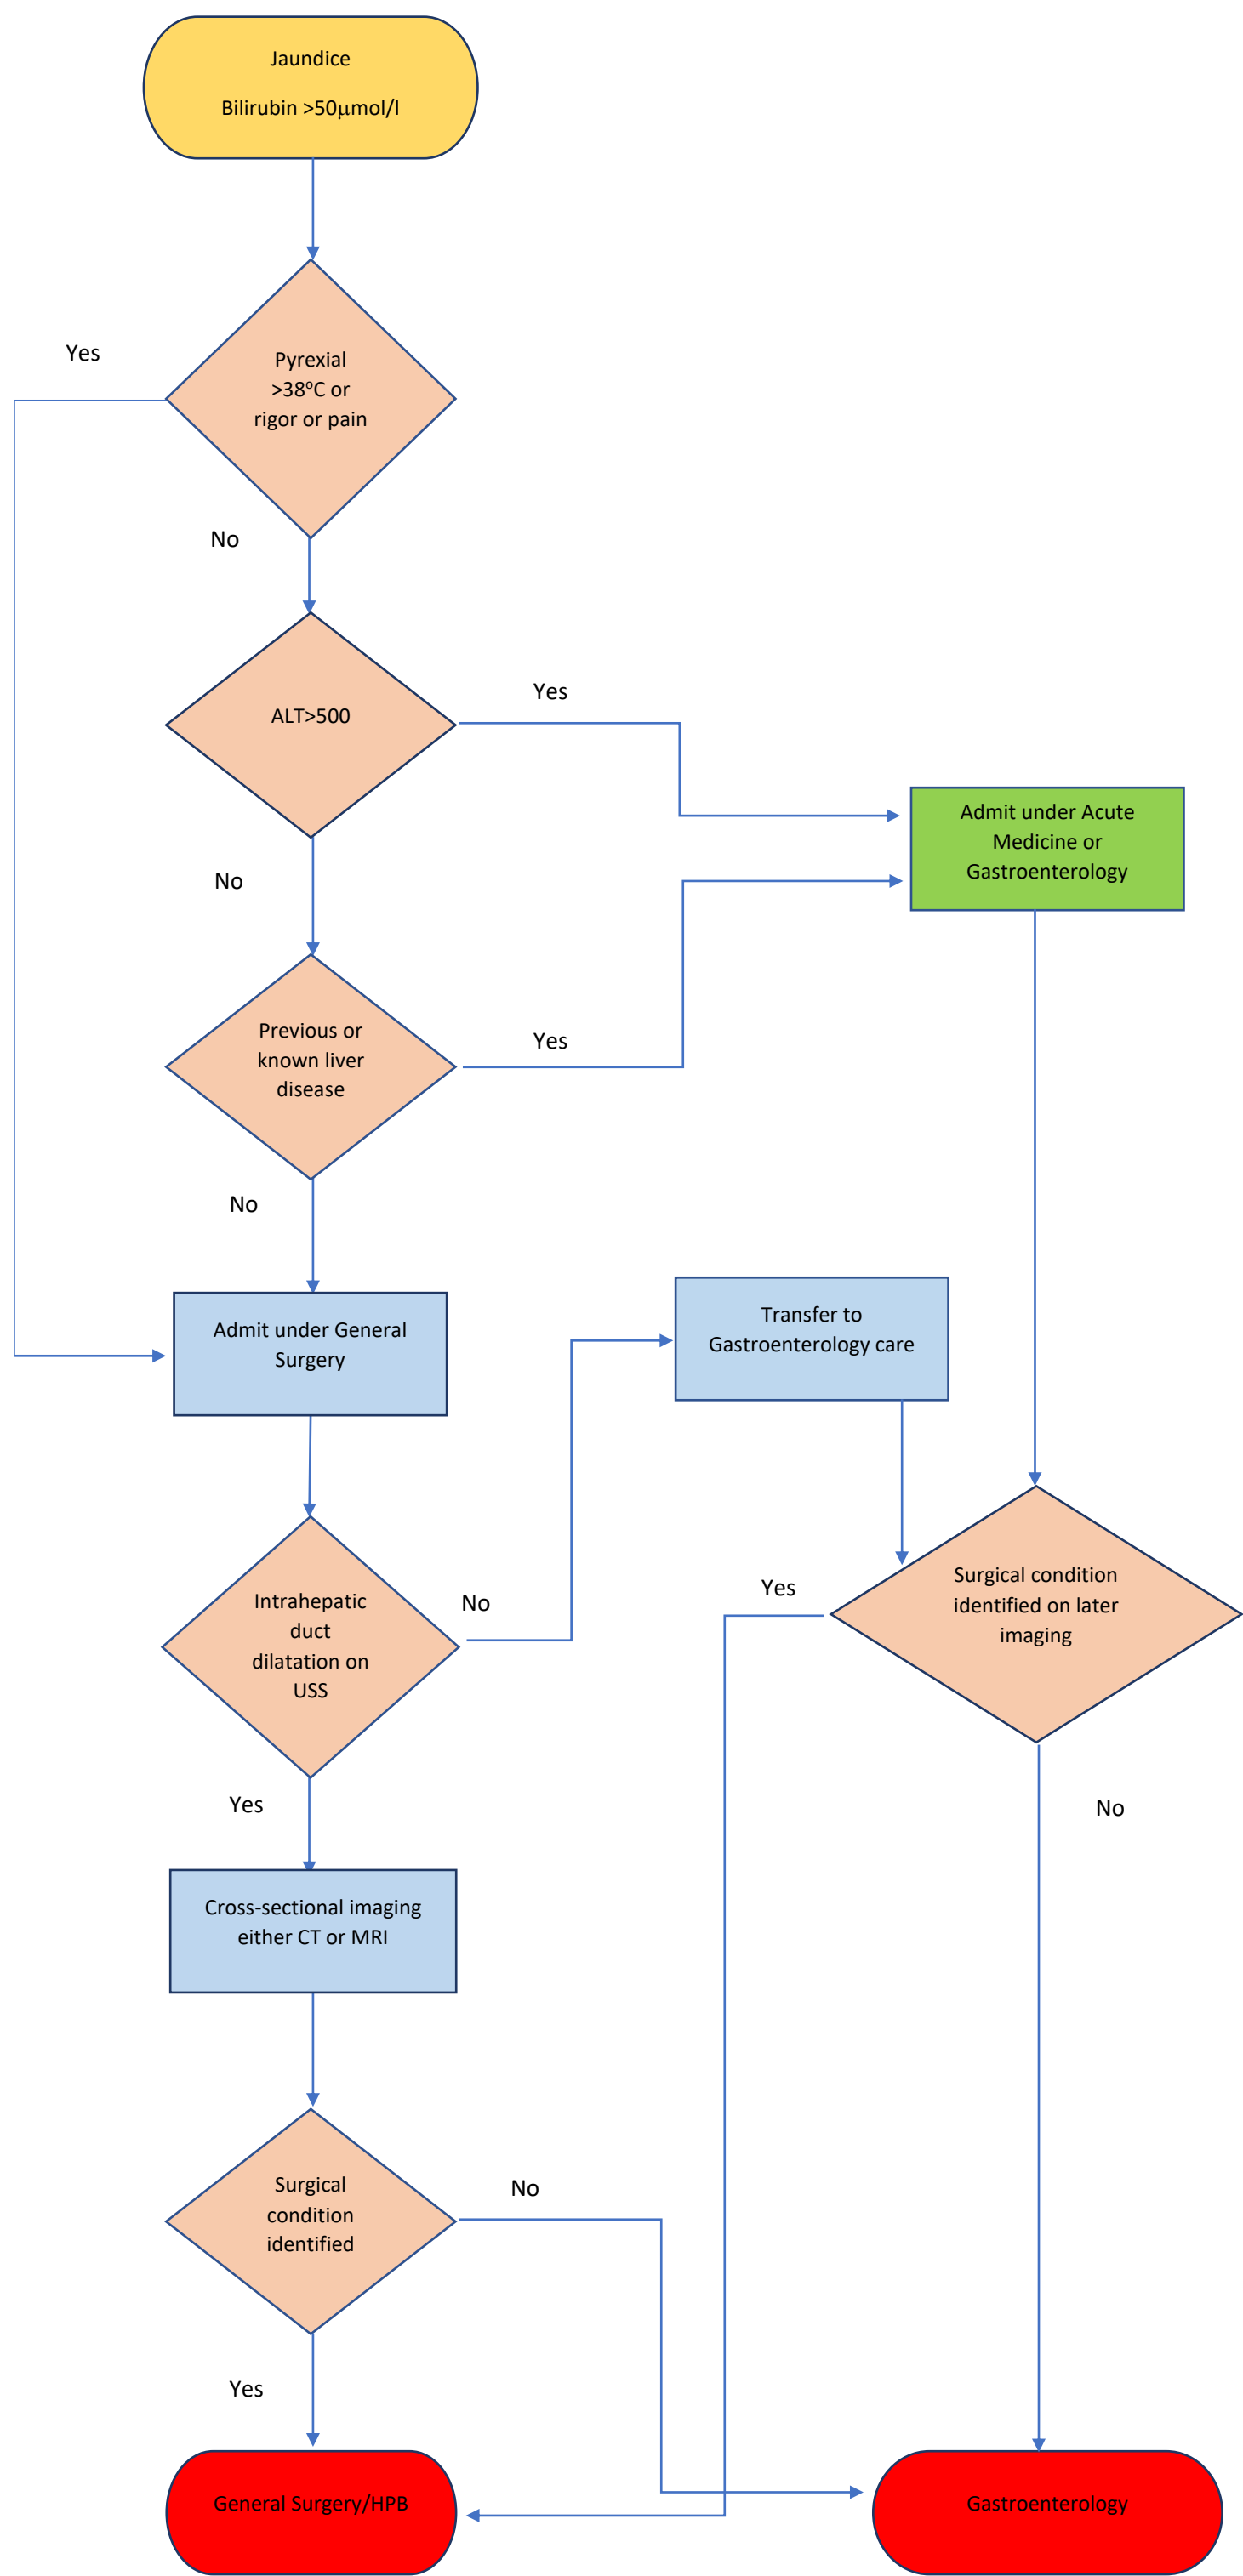 Jaundice
Bilirubin >50µmol/l
Yes
Pyrexial
>38°C or
rigor or pain
No
ALT>500
Yes
Admit under Acute
Medicine or
Gastroenterology
No
Previous or
known liver
disease
Yes
No
Admit under General
Surgery
Transfer to
Gastroenterology care
Intrahepatic
duct
dilatation on
USS
No
Yes
Surgical condition
identified on later
imaging
Yes
No
Cross-sectional imaging
either CT or MRI
Surgical
condition
identified
No
Yes
General Surgery/HPB
Gastroenterology